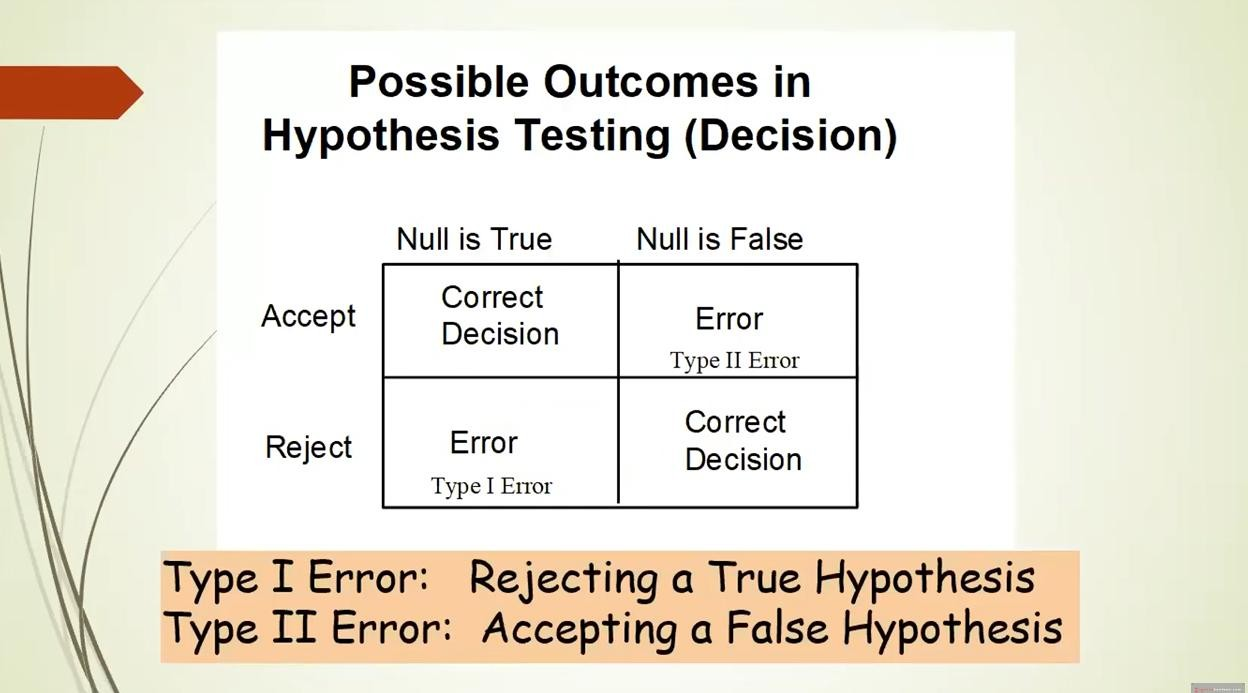 Possible Outcomes in
Hypothesis Testing (Decision)
Null is True Null is False
Accept
Correct
Decision
Error
Type II Error
Reject
Error
Type I Error
Correct
Decision
Type I Error: Rejecting a True Hypothesis
Type II Error: Accepting a False Hypothesis